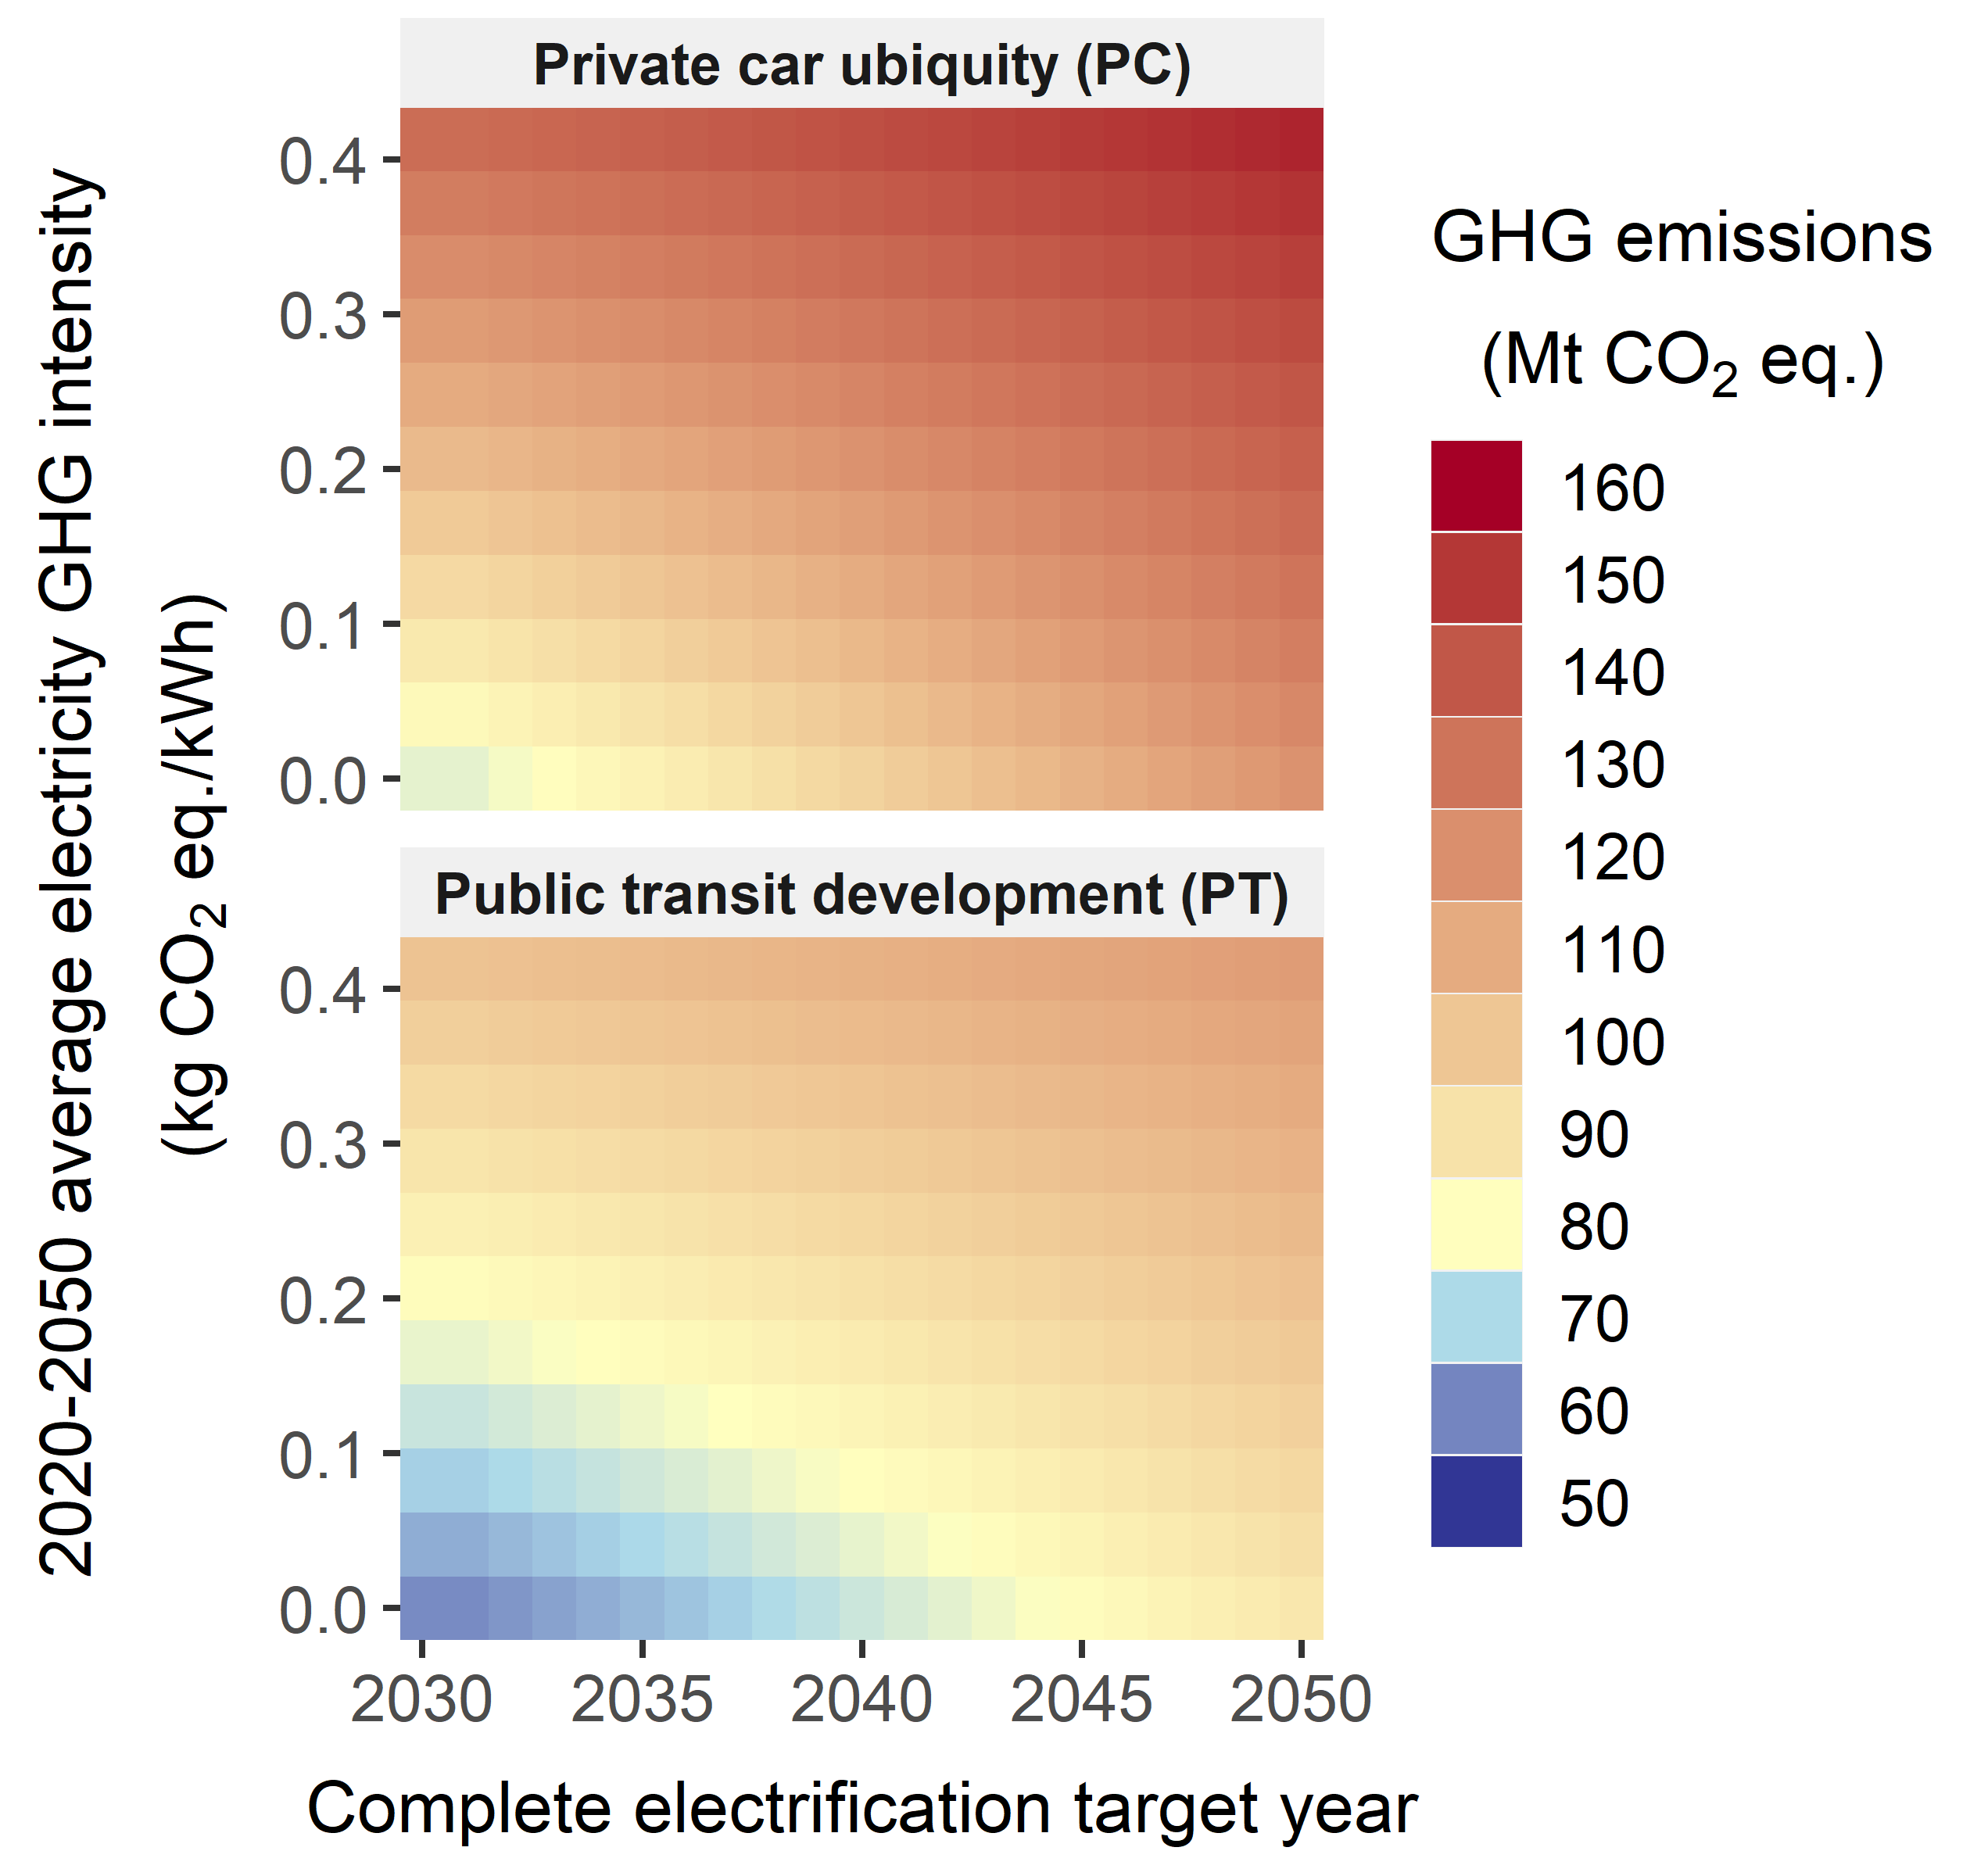 Private car ubiquity (PC)
0.4
0.3
0.2
0.1
0.0
Public transit development (PT)
0.4
0.3
0.2
0.1
0.0
2030 2035 2040 2045 2050
Complete electrification target year
2020-2050 average electricity GHG intensity
(kg CO₂ eq./kWh)
GHG emissions
(Mt CO₂ eq.)
160
150
140
130
120
110
100
90
80
70
60
50